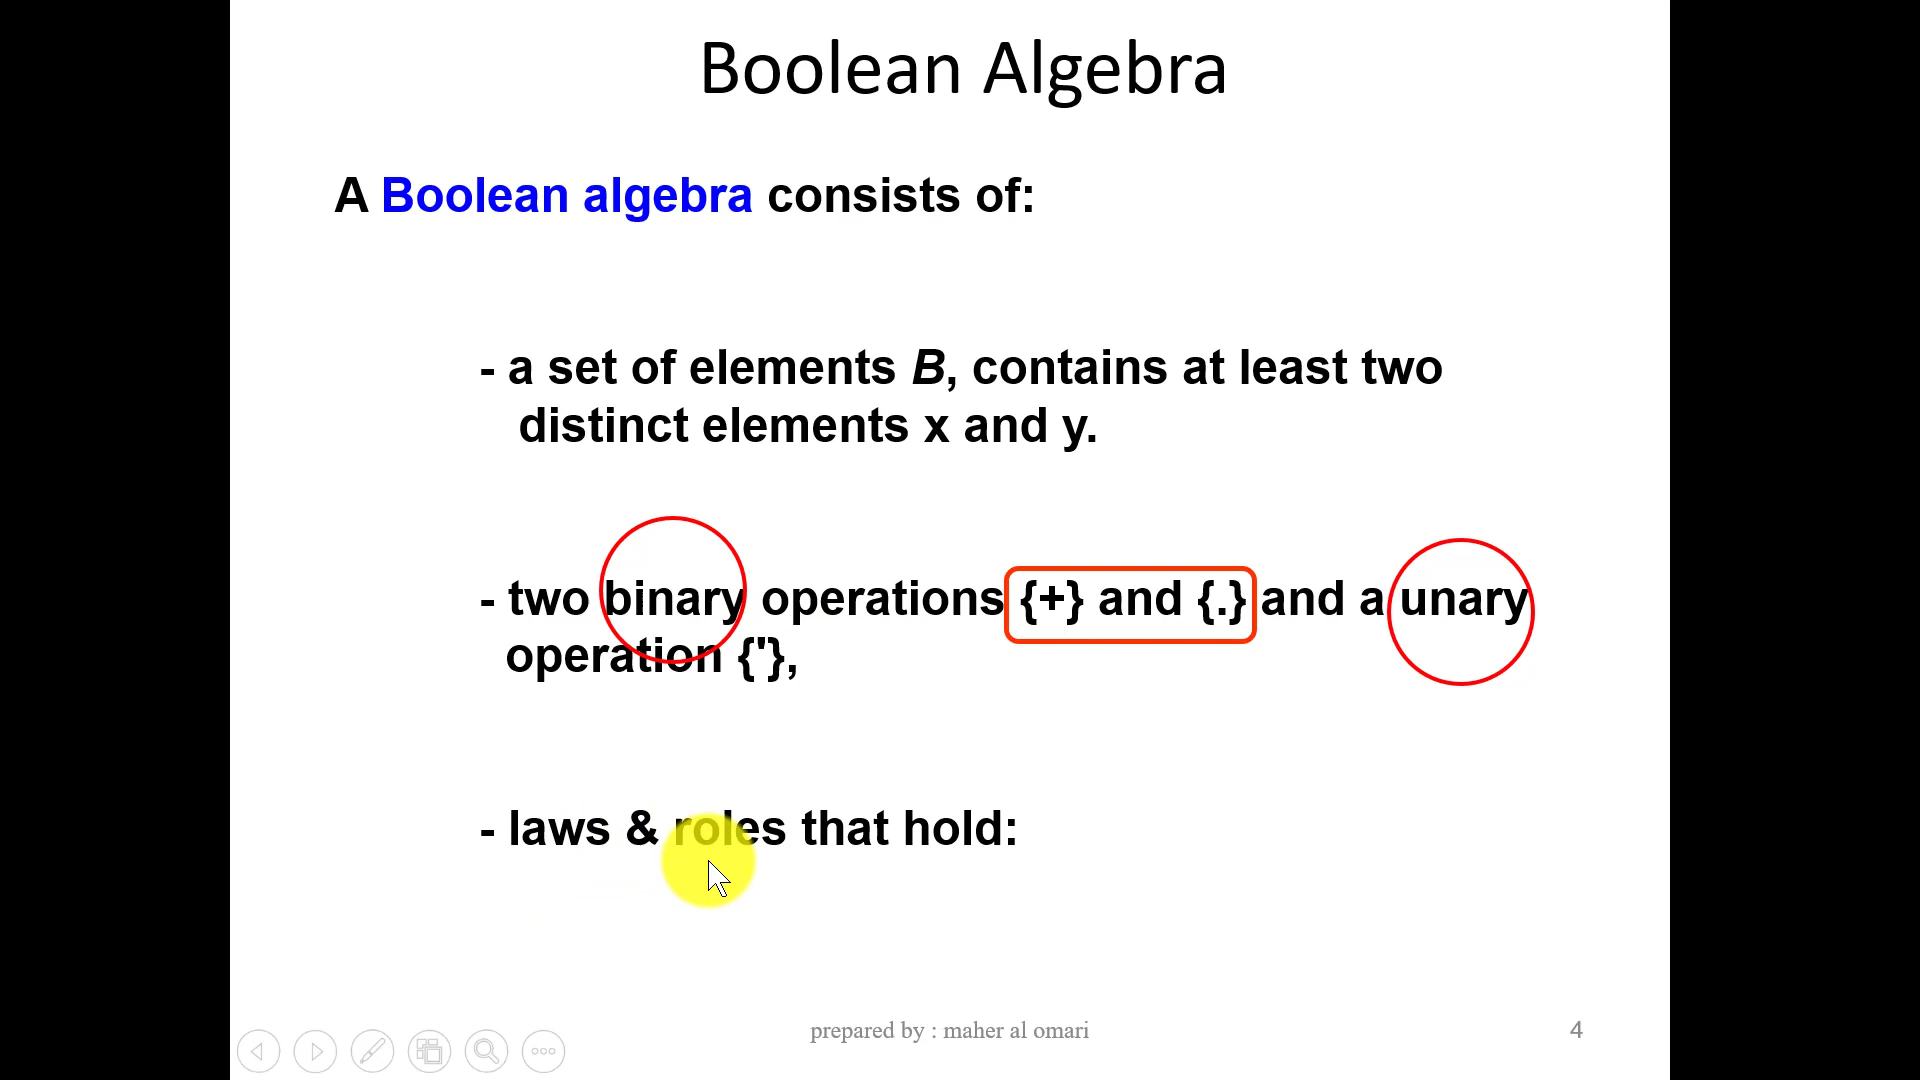 Boolean Algebra
A Boolean algebra consists of:
- a set of elements B, contains at least two
distinct elements x and y.
- two binary operations {+} and {.} and a unary
operation {'},
- laws & roles that hold:
prepared by : maher al omari
4